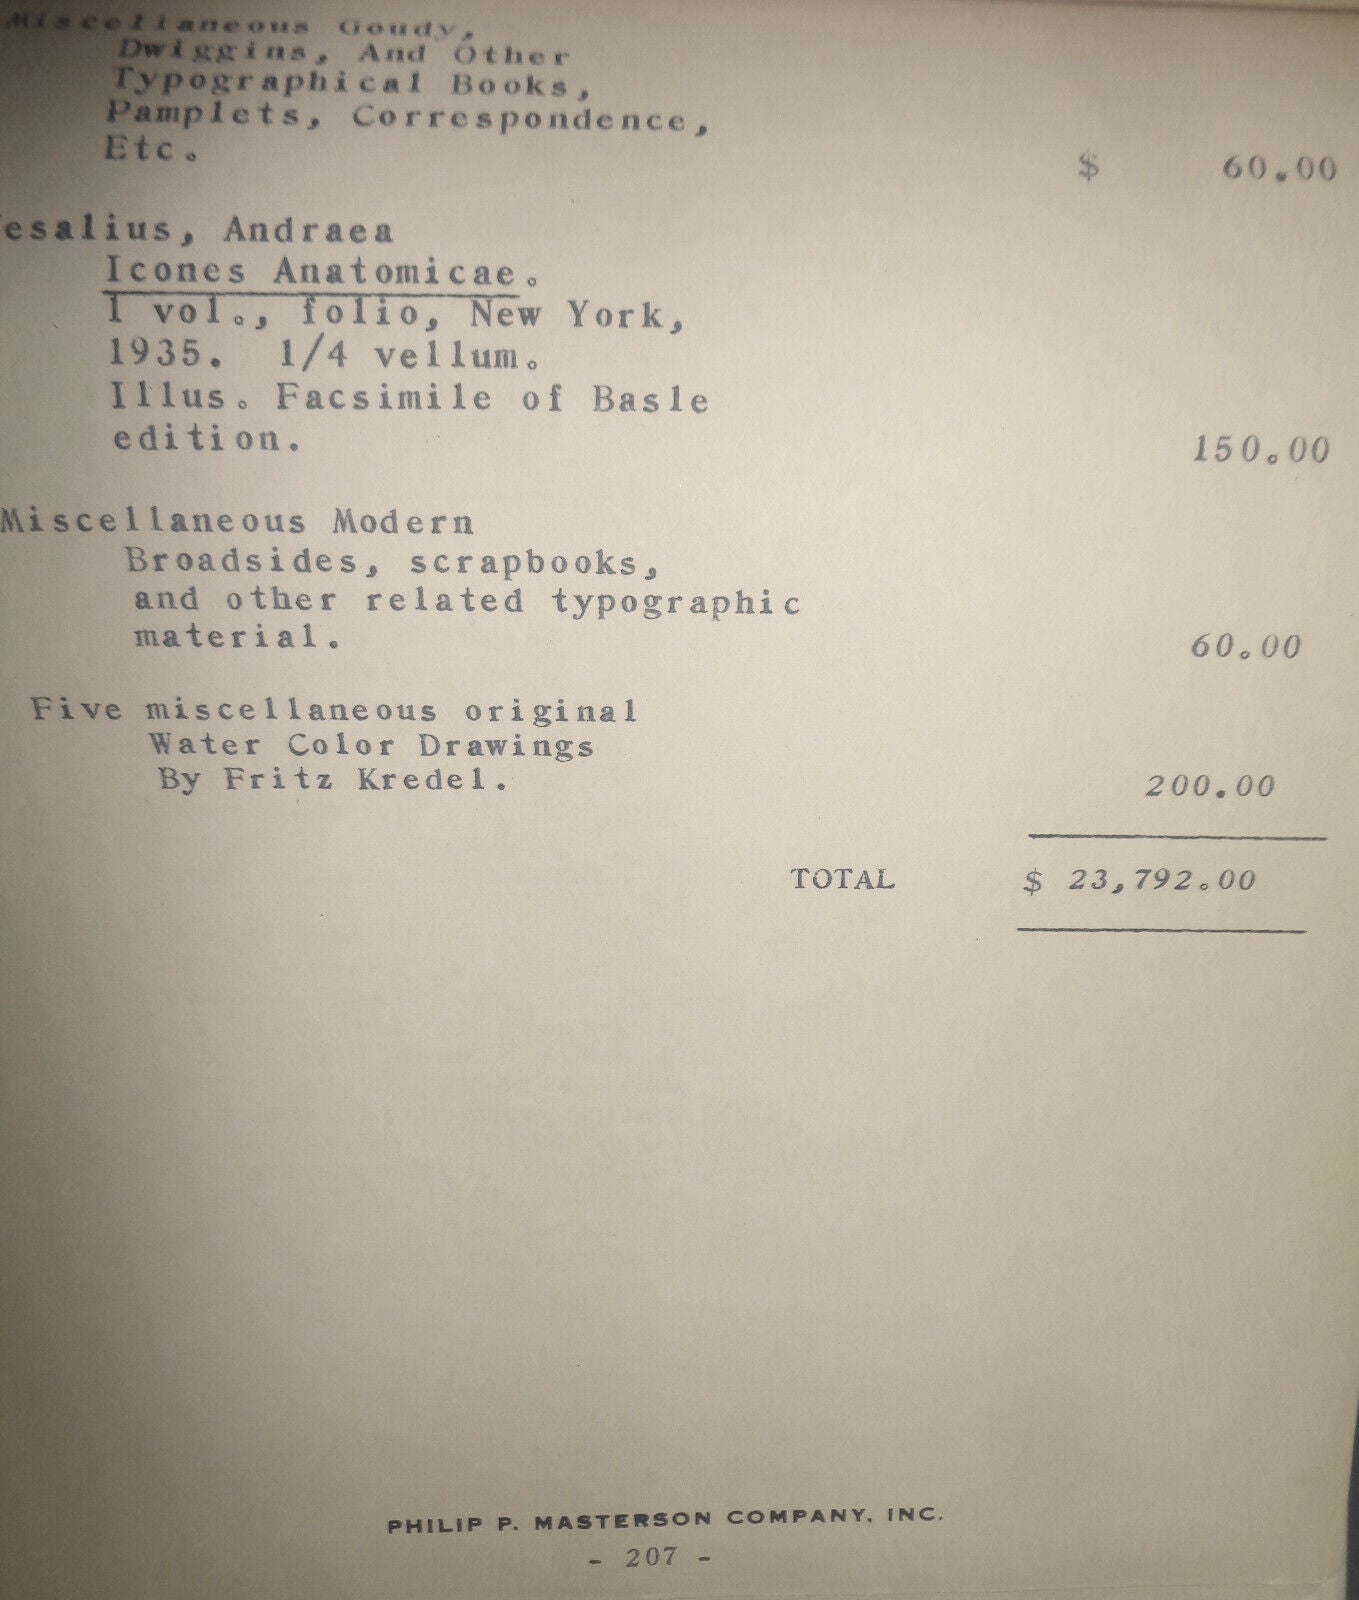 Miscellaneous Goudy,
Dwiggins, And Other
Typographical Books,
Pamplets, Correspondence,
Etc. $ 60.00
esalius, Andraea
Icones Anatomicae.
1 vol., folio, New York,
1935. 1/4 vellum.
Illus. Facsimile of Basle
edition. 150.00
Miscellaneous Modern
Broadsides, scrapbooks,
and other related typographic
material. 60.00
Five miscellaneous original
Water Color Drawings
By Fritz Kredel. 200.00
TOTAL $ 23,792.00
PHILIP P. MASTERSON COMPANY, INC.
- 207 -